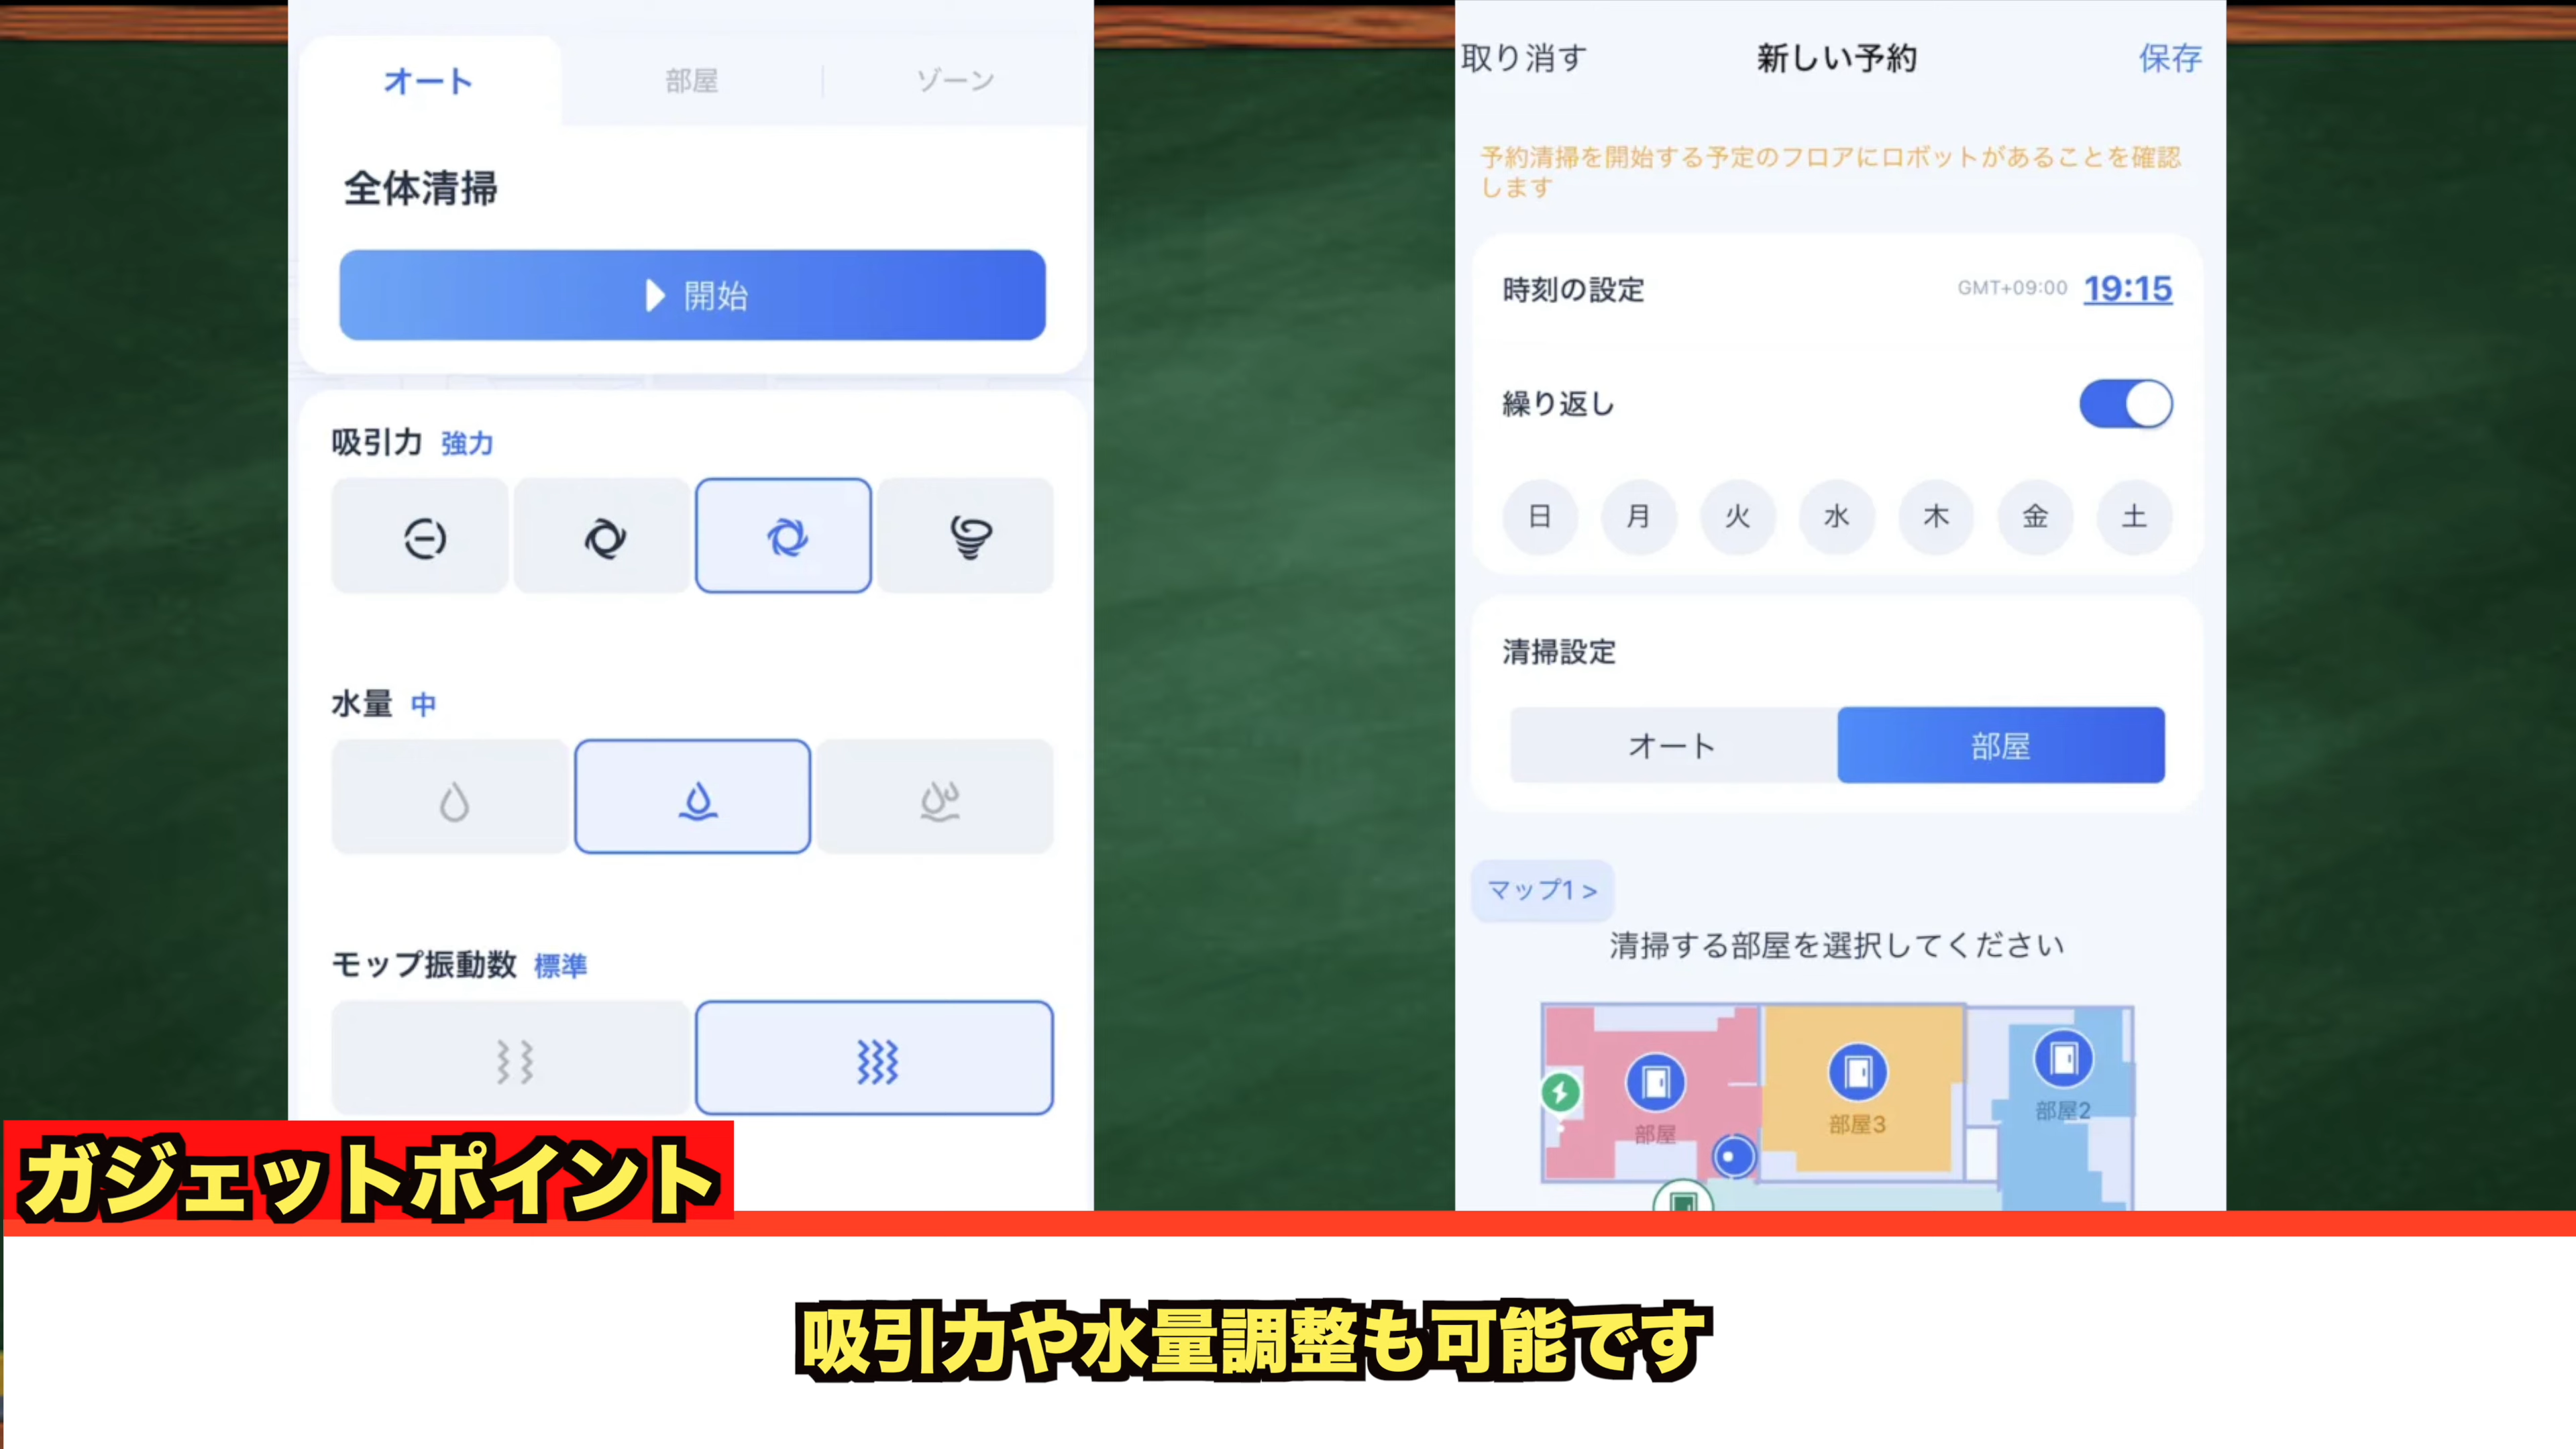 オート
部屋
ゾーン
全体清掃
開始
吸引力 強力
水量 中
モップ振動数 標準
取り消す
新しい予約
保存
予約清掃を開始する予定のフロアにロボットがあることを確認
します
時刻の設定
GMT+09:00 19:15
繰り返し
日 月 火 水 木 金 土
清掃設定
オート
部屋
マップ1 >
清掃する部屋を選択してください
部屋
部屋3
部屋2
ガジェットポイント
吸引力や水量調整も可能です